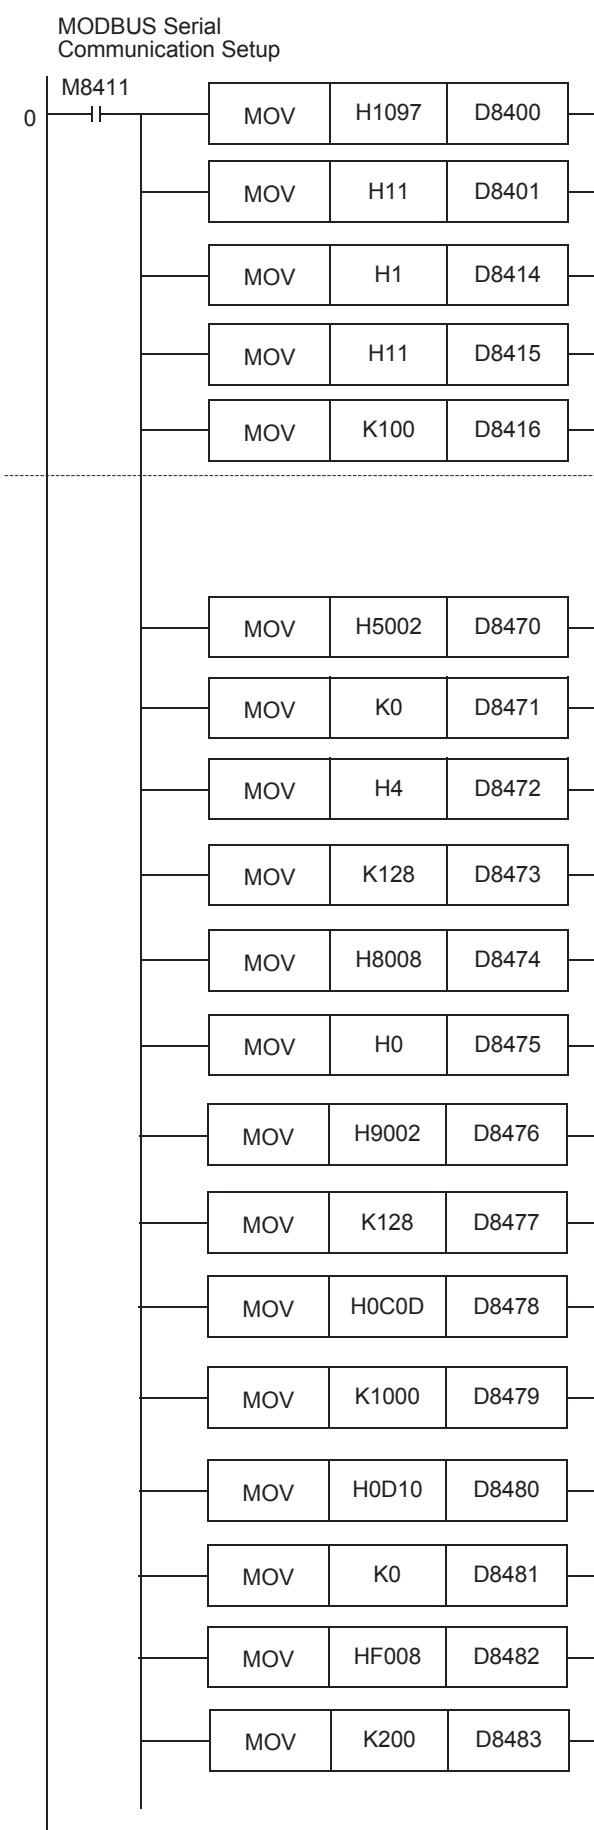 MODBUS Serial
Communication Setup
M8411
0 MOV H1097 D8400
MOV H11 D8401
MOV H1 D8414
MOV H11 D8415
MOV K100 D8416
MOV H5002 D8470
MOV K0 D8471
MOV H4 D8472
MOV K128 D8473
MOV H8008 D8474
MOV H0 D8475
MOV H9002 D8476
MOV K128 D8477
MOV H0C0D D8478
MOV K1000 D8479
MOV H0D10 D8480
MOV K0 D8481
MOV HF008 D8482
MOV K200 D8483